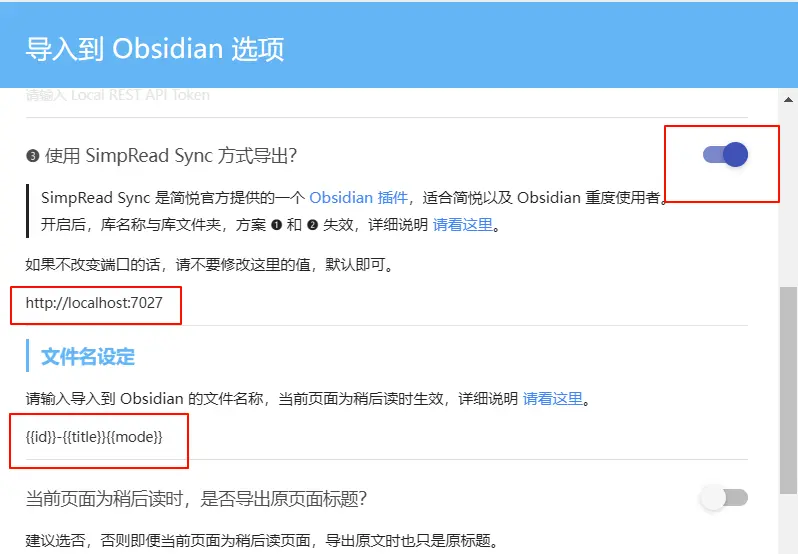 导入到 Obsidian 选项
请输入 Local REST API Token
❸ 使用 SimpRead Sync 方式导出？
SimpRead Sync 是简悦官方提供的一个 Obsidian 插件，适合简悦以及 Obsidian 重度使用者。
开启后，库名称与库文件夹，方案 ❶ 和 ❷ 失效，详细说明 请看这里。
如果不改变端口的话，请不要修改这里的值，默认即可。
http://localhost:7027
文件名设定
请输入导入到 Obsidian 的文件名称，当前页面为稍后读时生效，详细说明 请看这里。
{{id}}-{{title}}{{mode}}
当前页面为稍后读时，是否导出原页面标题？
建议选否，否则即便当前页面为稍后读页面，导出原文时也只是原标题。